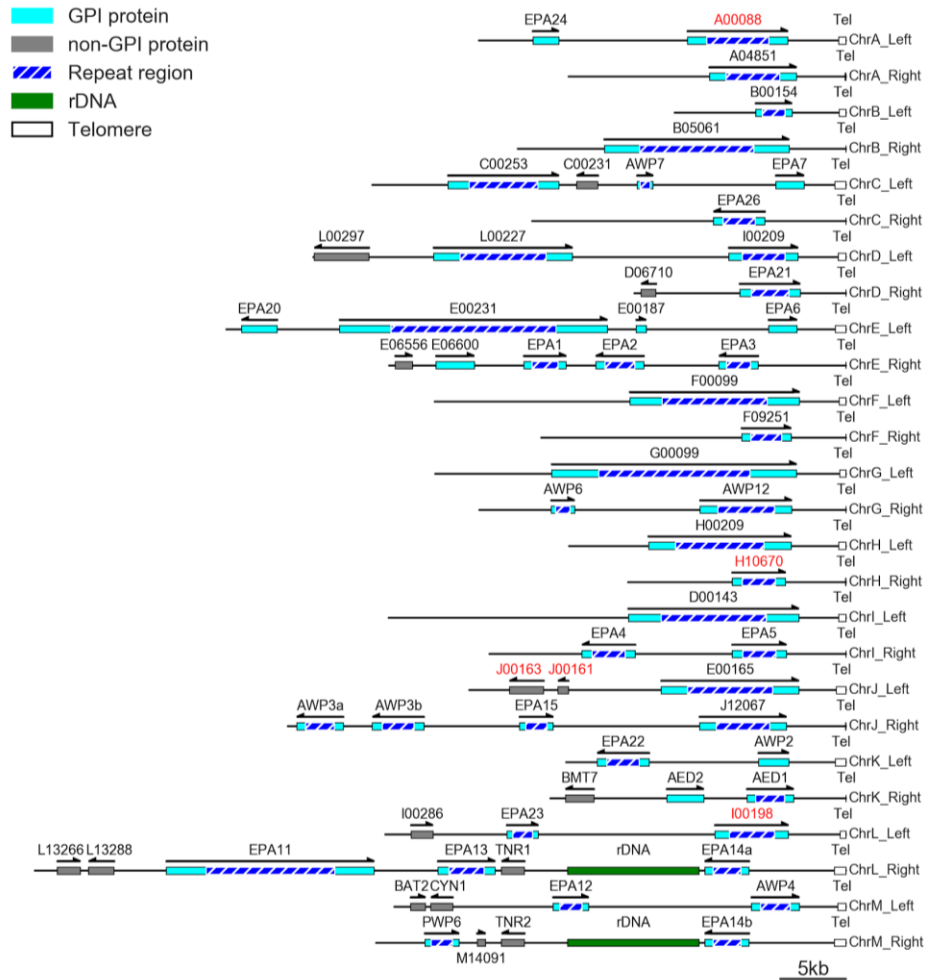 GPI protein
non-GPI protein
Repeat region
rDNA
Telomere
EPA24 A00088 Tel
ChrA_Left
A04851 Tel
ChrA_Right
B00154 Tel
ChrB_Left
B05061 Tel
ChrB_Right
C00253 C00231 AWP7 EPA7 Tel
ChrC_Left
EPA26 Tel
ChrC_Right
L00297 L00227 I00209 Tel
ChrD_Left
D06710 EPA21 Tel
ChrD_Right
EPA20 E00231 E00187 EPA6 Tel
ChrE_Left
E06556 E06600 EPA1 EPA2 EPA3 Tel
ChrE_Right
F00099 Tel
ChrF_Left
F09251 Tel
ChrF_Right
G00099 Tel
ChrG_Left
AWP6 AWP12 Tel
ChrG_Right
H00209 Tel
ChrH_Left
H10670 Tel
ChrH_Right
D00143 Tel
ChrI_Left
EPA4 EPA5 Tel
ChrI_Right
J00163 J00161 E00165 Tel
ChrJ_Left
AWP3a AWP3b EPA15 J12067 Tel
ChrJ_Right
EPA22 AWP2 Tel
ChrK_Left
BMT7 AED2 AED1 Tel
ChrK_Right
I00286 EPA23 I00198 Tel
ChrL_Left
L13266 L13288 EPA11 EPA13 TNR1 rDNA EPA14a Tel
ChrL_Right
BAT2 CYN1 EPA12 AWP4 Tel
ChrM_Left
PWP6 TNR2 rDNA EPA14b Tel
ChrM_Right
M14091
5kb